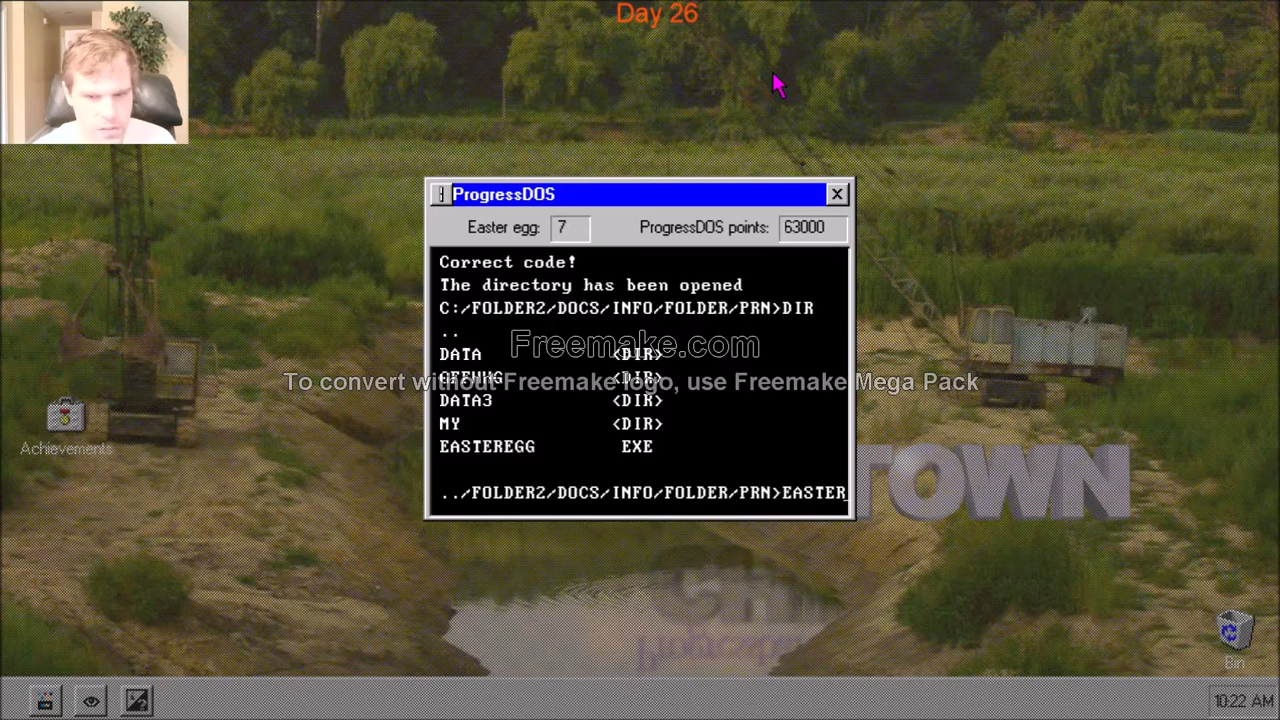 Day 26
ProgressDOS
Easter egg: 7 ProgressDOS points: 63000
Correct code!
The directory has been opened
C:/FOLDER2/DOCS/INFO/FOLDER/PRN>DIR
..
Freemake.com
DATA <DIR>
To convert without Freemake logo, use Freemake Mega Pack
<DIR>
DATA3 <DIR>
MY <DIR>
EASTEREGG EXE
../FOLDER2/DOCS/INFO/FOLDER/PRN>EASTER_
Achievements
TOWN
Bin
10:22 AM